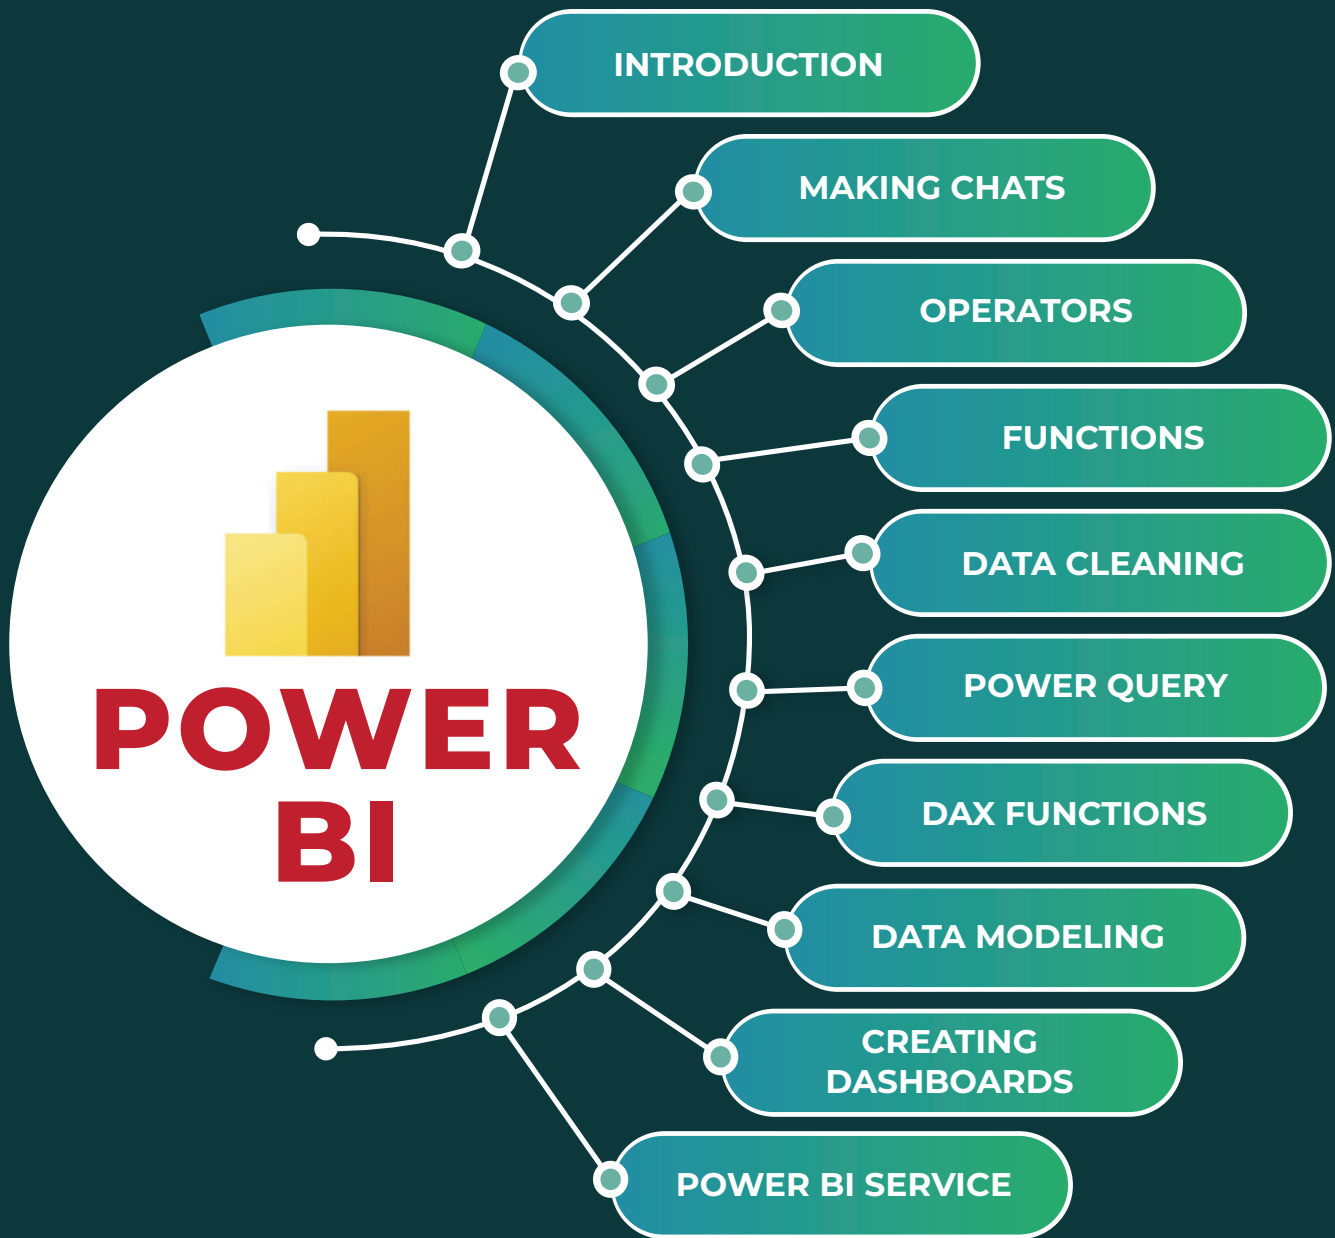 INTRODUCTION
MAKING CHATS
OPERATORS
FUNCTIONS
DATA CLEANING
POWER QUERY
DAX FUNCTIONS
DATA MODELING
CREATING
DASHBOARDS
POWER BI SERVICE
POWER
BI